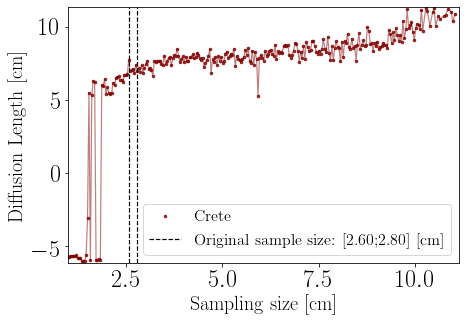 10
5
0
−5
Diffusion Length [cm]
Crete
Original sample size: [2.60;2.80] [cm]
2.5 5.0 7.5 10.0
Sampling size [cm]